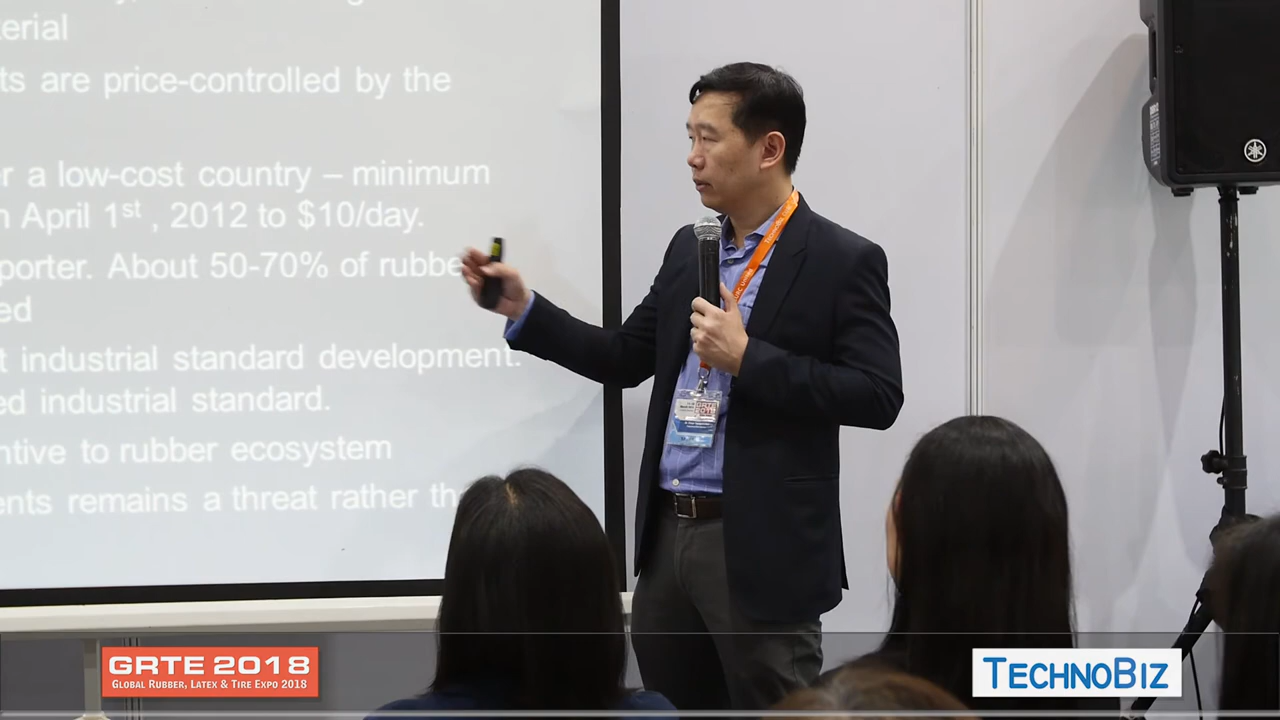 terial
ts are price-controlled by the
r a low-cost country – minimum
n April 1st , 2012 to $10/day.
porter. About 50-70% of rubbe
ed
t industrial standard development.
ed industrial standard.
ntive to rubber ecosystem
ents remains a threat rather th
GRTE 2018
GLOBAL RUBBER, LATEX & TIRE EXPO 2018
TECHNOBIZ